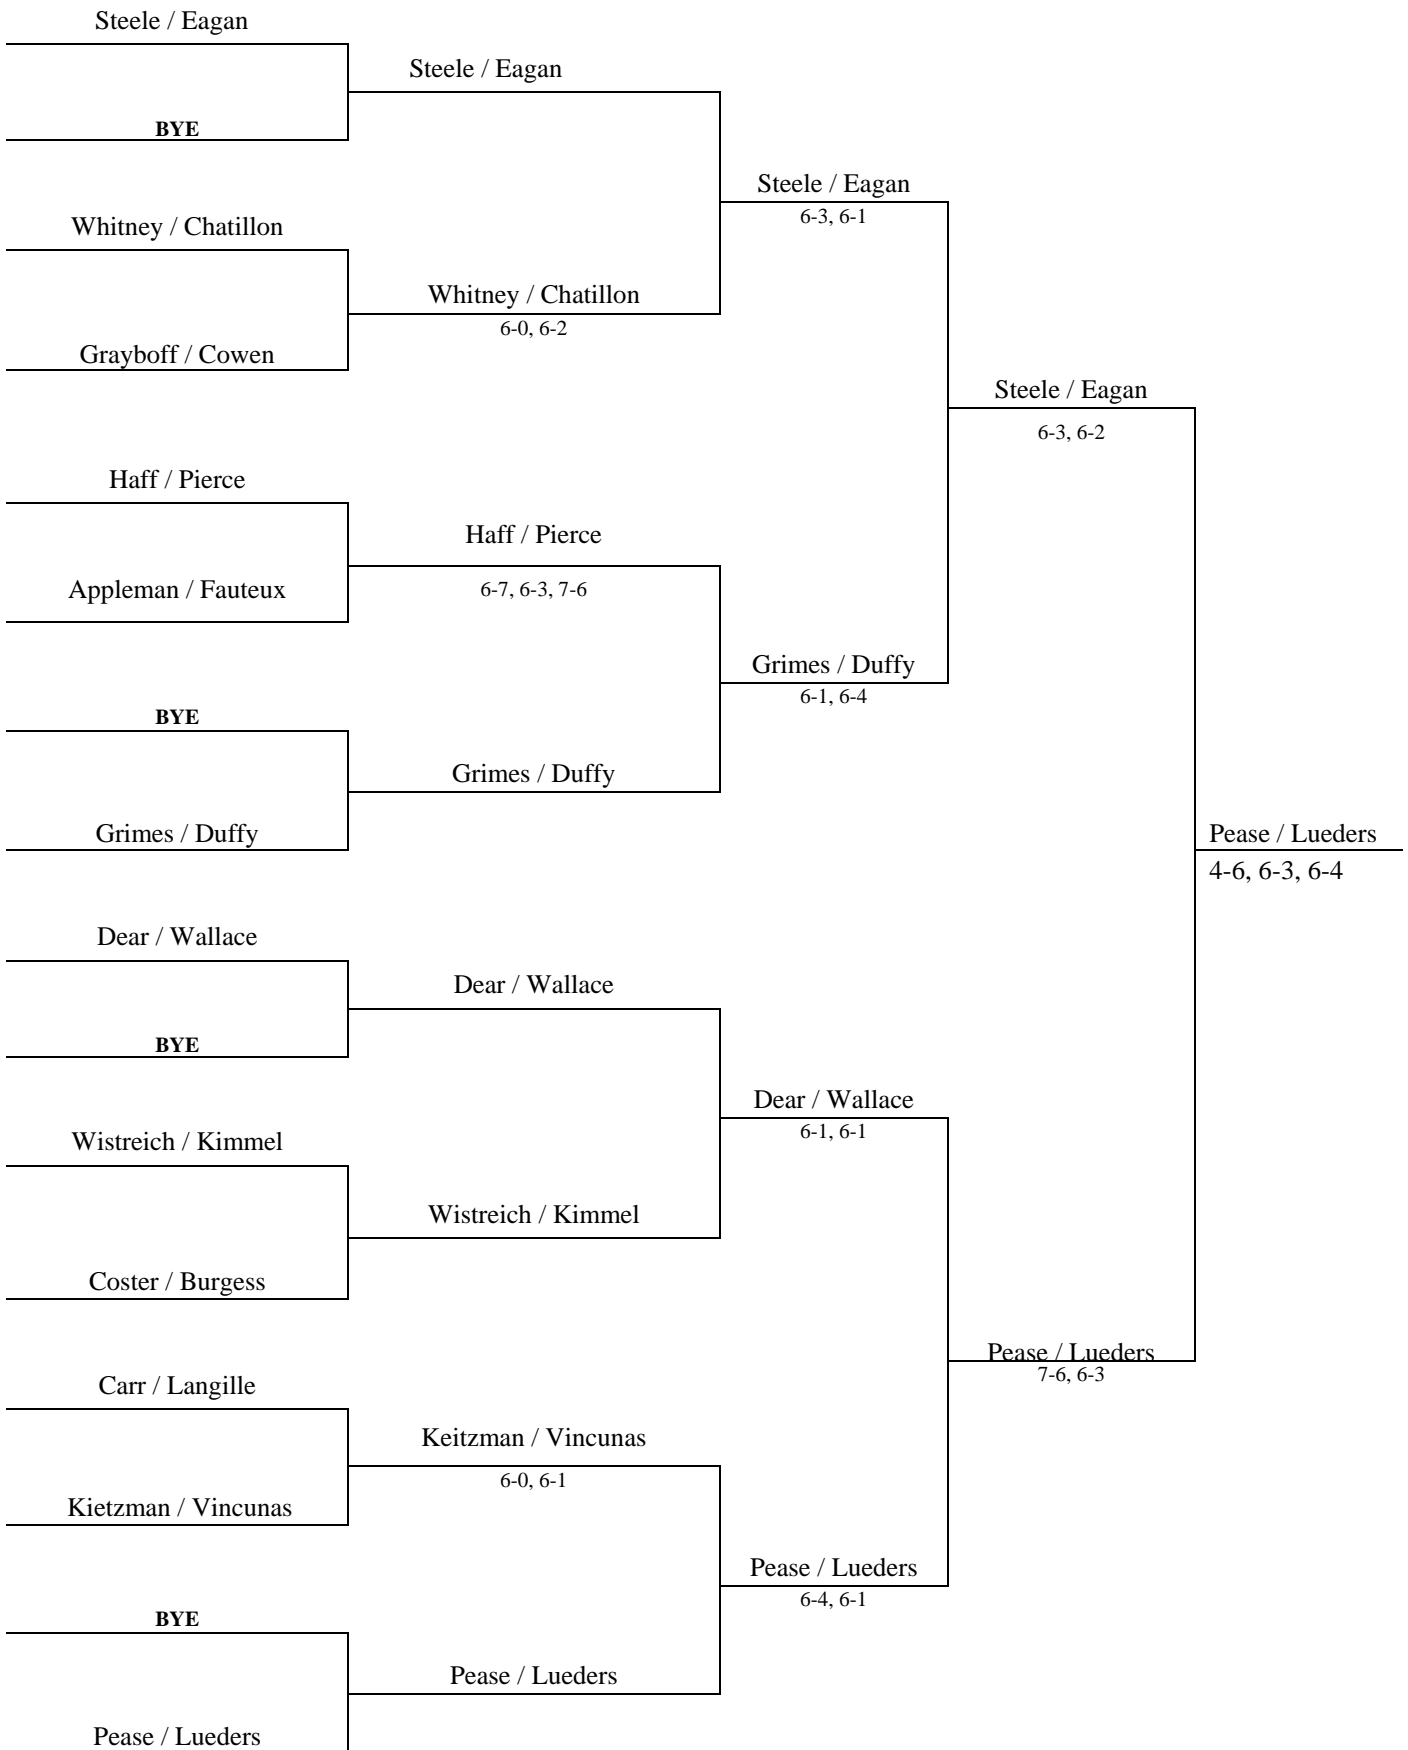 Steele / Eagan
BYE
Whitney / Chatillon
Grayboff / Cowen
Haff / Pierce
Appleman / Fauteux
BYE
Grimes / Duffy
Dear / Wallace
BYE
Wistreich / Kimmel
Coster / Burgess
Carr / Langille
Kietzman / Vincunas
BYE
Pease / Lueders
Steele / Eagan
Whitney / Chatillon
6-0, 6-2
Haff / Pierce
6-7, 6-3, 7-6
Grimes / Duffy
Dear / Wallace
Wistreich / Kimmel
Keitzman / Vincunas
6-0, 6-1
Pease / Lueders
Steele / Eagan
6-3, 6-1
Grimes / Duffy
6-1, 6-4
Dear / Wallace
6-1, 6-1
Pease / Lueders
6-4, 6-1
Steele / Eagan
6-3, 6-2
Pease / Lueders
7-6, 6-3
Pease / Lueders
4-6, 6-3, 6-4